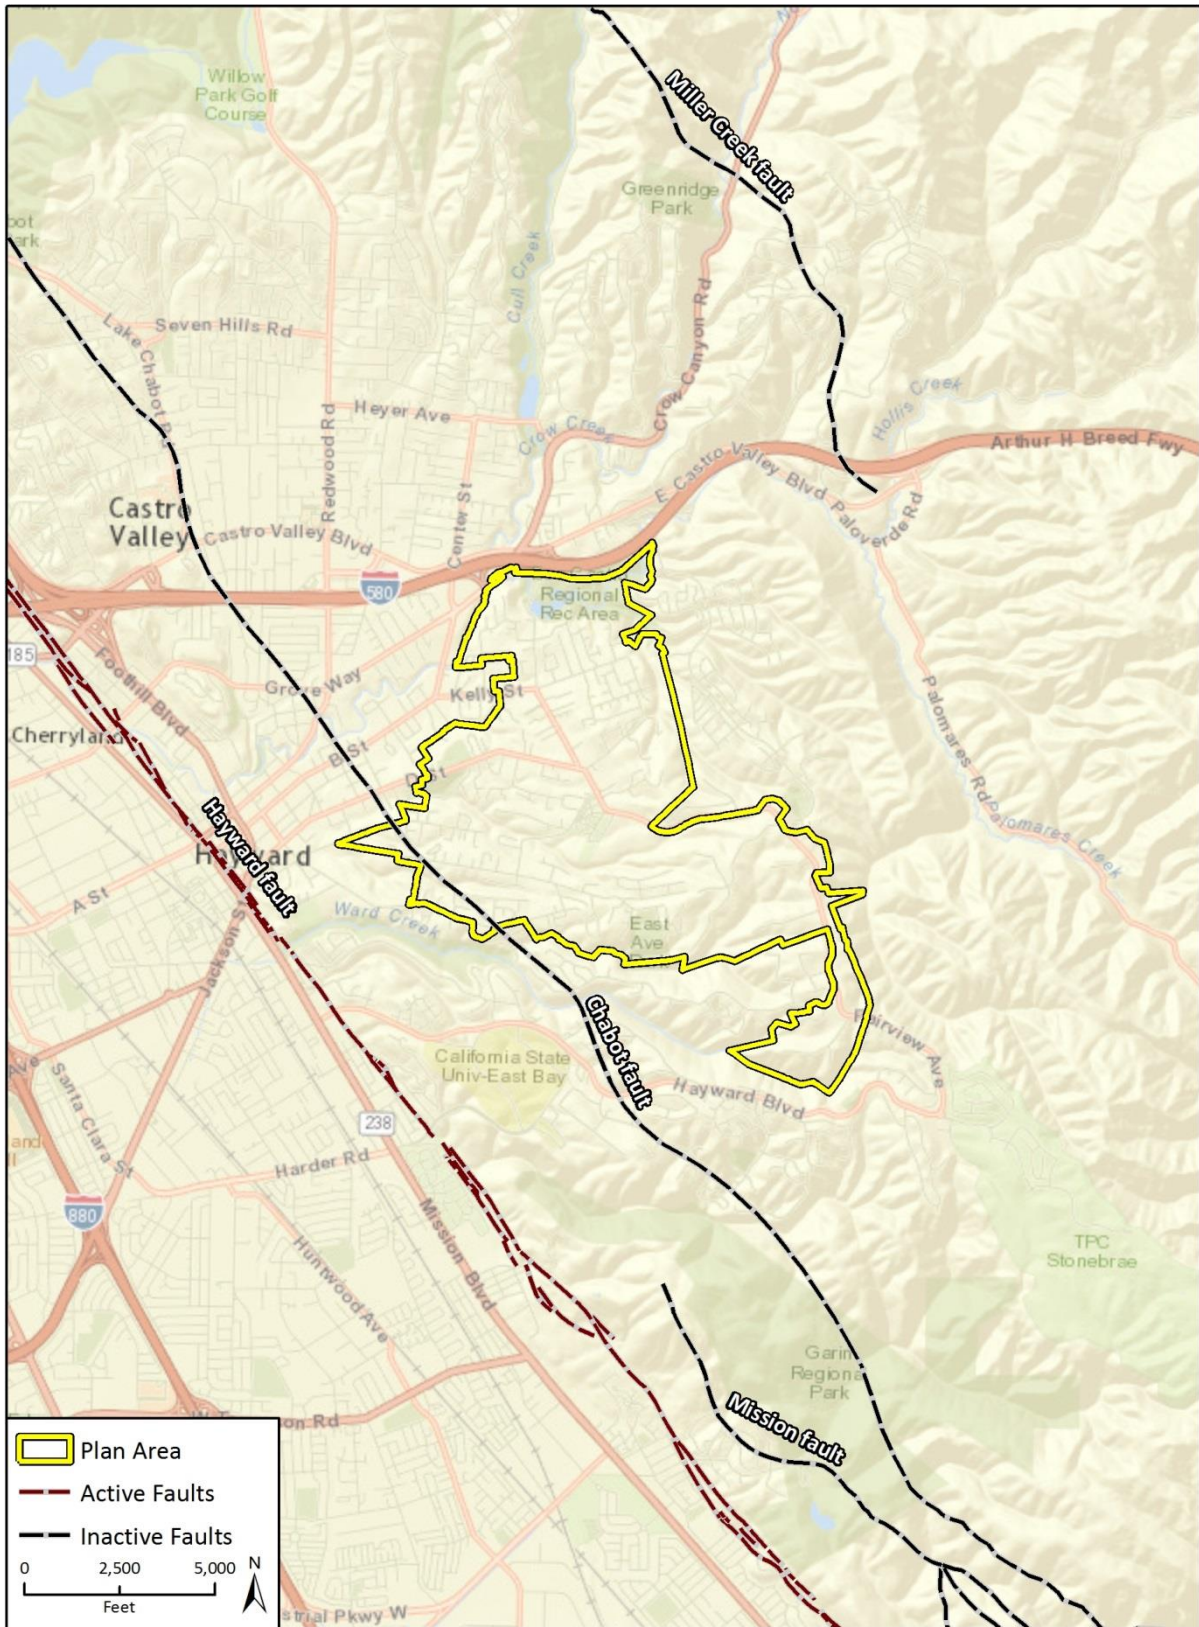 Willow
Park Golf
Course
Miller Creek fault
Greenridge
Park
Cull Creek
Crow Canyon Rd
Lake Chabot Rd
Seven Hills Rd
Redwood Rd
Heyer Ave
Crow Creek
Hollis Creek
Arthur H Breed Fwy
E Castro Valley Blvd
Paloverde Rd
Center St
Castro
Valley
Castro Valley Blvd
580
Regional
Rec Area
185
Foothill Blvd
Grove Way
Kelly St
Cherryland
B St
D St
Palomares Rd
Palomares Creek
Hayward fault
Hayward
A St
Ward Creek
East
Ave
Jackson St
Chabot fault
Fairview Ave
California State
Univ-East Bay
Hayward Blvd
Santa Clara St
238
Harder Rd
880
Mission Blvd
Huntwood Ave
TPC
Stonebrae
Garin
Regional
Park
Mission fault
Plan Area
Active Faults
Inactive Faults
0 2,500 5,000
Feet
N
Pkwy W